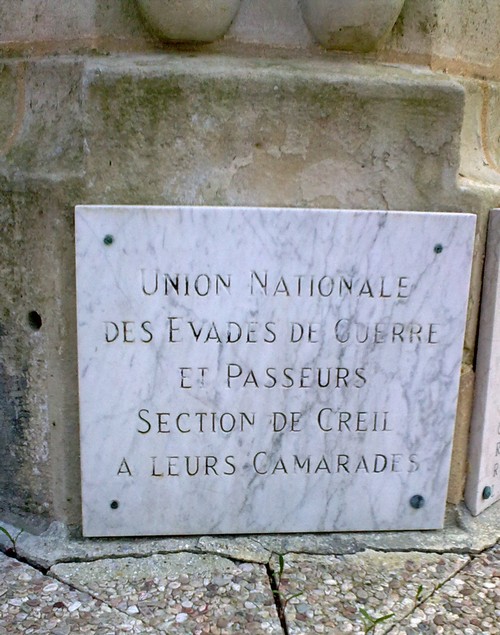 UNION NATIONALE
DES EVADES DE GUERRE
ET PASSEURS
SECTION DE CREIL
A LEURS CAMARADES